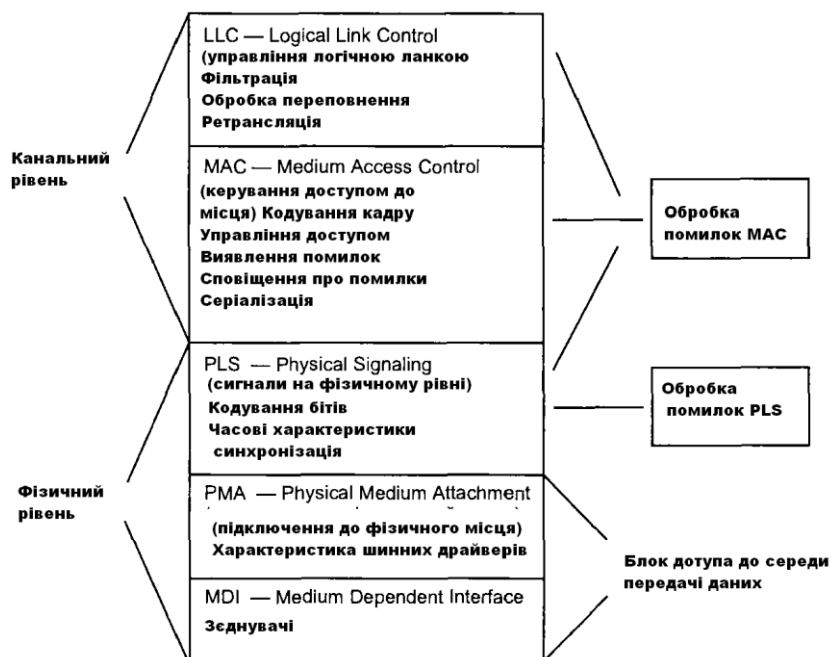 LLC — Logical Link Control
(управління логічною ланкою
Фільтрація
Обробка переповнення
Ретрансляція
Канальний
рівень
MAC — Medium Access Control
(керування доступом до
місця) Кодування кадру
Управління доступом
Виявлення помилок
Сповіщення про помилки
Серіалізація
Обробка
помилок MAC
PLS — Physical Signaling
(сигнали на фізичному рівні)
Кодування бітів
Часові характеристики
синхронізація
Обробка
помилок PLS
Фізичний
рівень
PMA — Physical Medium Attachment
(підключення до фізичного місця)
Характеристика шинних драйверів
Блок дотупа до середи
передачі даних
MDI — Medium Dependent Interface
Зєднувачі